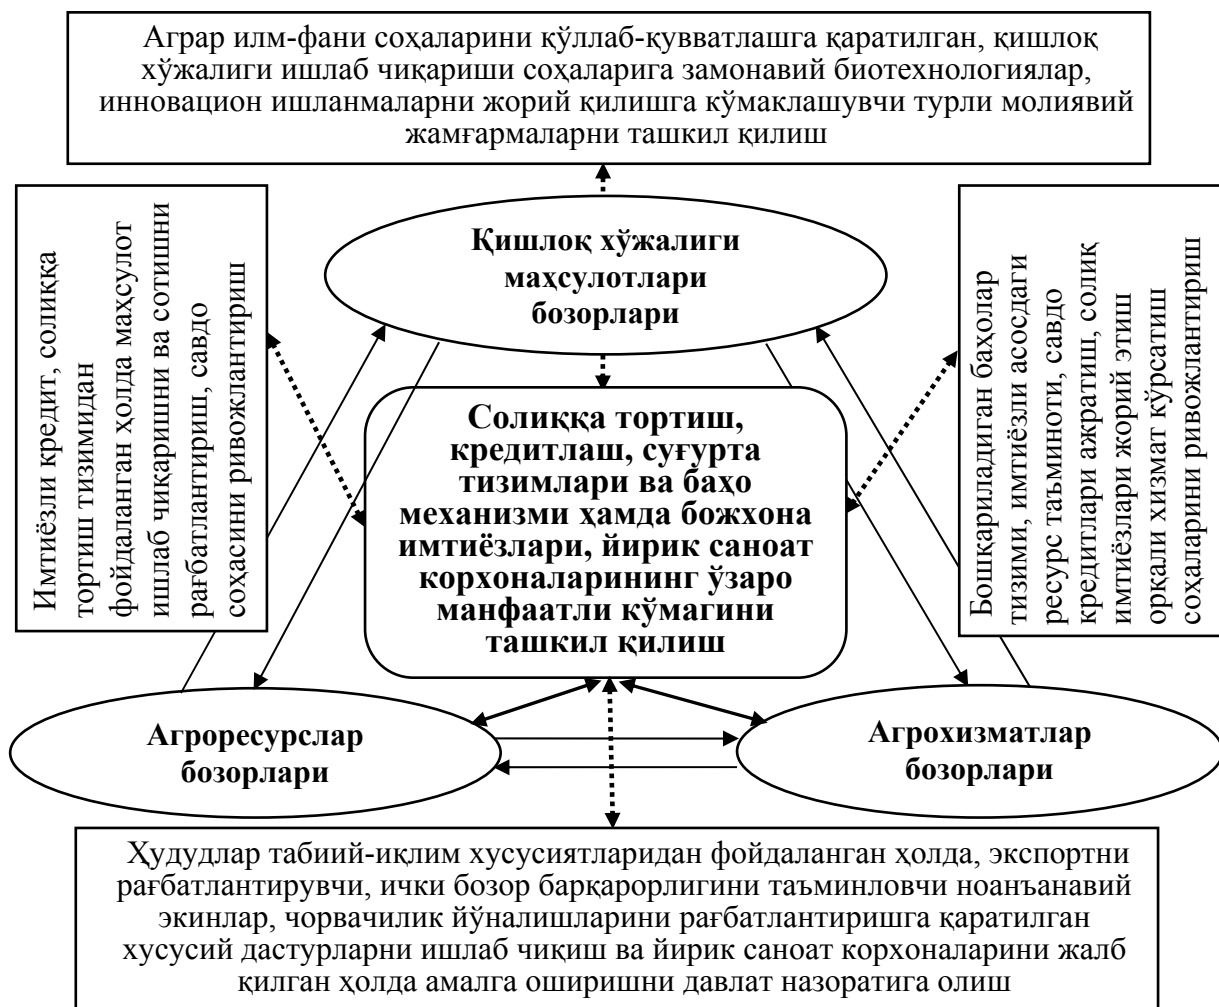 Аграр илм-фани соҳаларини қўллаб-қувватлашга қаратилган, қишлоқ
хўжалиги ишлаб чиқариши соҳаларига замонавий биотехнологиялар,
инновацион ишланмаларни жорий қилишга кўмаклашувчи турли молиявий
жамғармаларни ташкил қилиш
Имтиёзли кредит, солиққа
тортиш тизимидан
фойдаланган ҳолда маҳсулот
ишлаб чиқаришни ва сотишни
рағбатлантириш, савдо
соҳасини ривожлантириш
Қишлоқ хўжалиги
маҳсулотлари
бозорлари
Бошқариладиган баҳолар
тизими, имтиёзли асосдаги
ресурс таъминоти, савдо
кредитлари ажратиш, солиқ
имтиёзлари жорий этиш
орқали хизмат кўрсатиш
соҳаларини ривожлантириш
Солиққа тортиш,
кредитлаш, суғурта
тизимлари ва баҳо
механизми ҳамда божхона
имтиёзлари, йирик саноат
корхоналарининг ўзаро
манфаатли кўмагини
ташкил қилиш
Агроресурслар
бозорлари
Агрохизматлар
бозорлари
Ҳудудлар табиий-иқлим хусусиятларидан фойдаланган ҳолда, экспортни
рағбатлантирувчи, ички бозор барқарорлигини таъминловчи ноанъанавий
экинлар, чорвачилик йўналишларини рағбатлантиришга қаратилган
хусусий дастурларни ишлаб чиқиш ва йирик саноат корхоналарини жалб
қилган ҳолда амалга оширишни давлат назоратига олиш